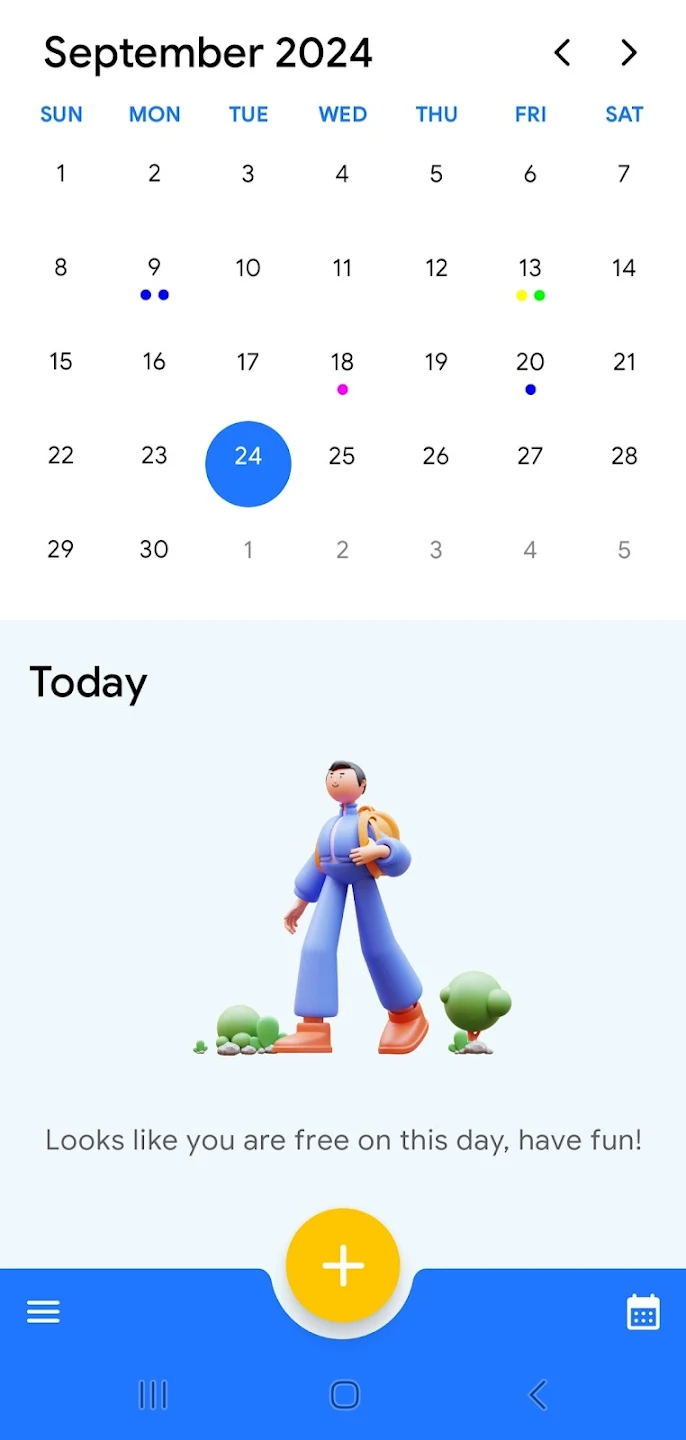 September 2024
SUN MON TUE WED THU FRI SAT
1 2 3 4 5 6 7
8 9 10 11 12 13 14
15 16 17 18 19 20 21
22 23 24 25 26 27 28
29 30 1 2 3 4 5
Today
Looks like you are free on this day, have fun!